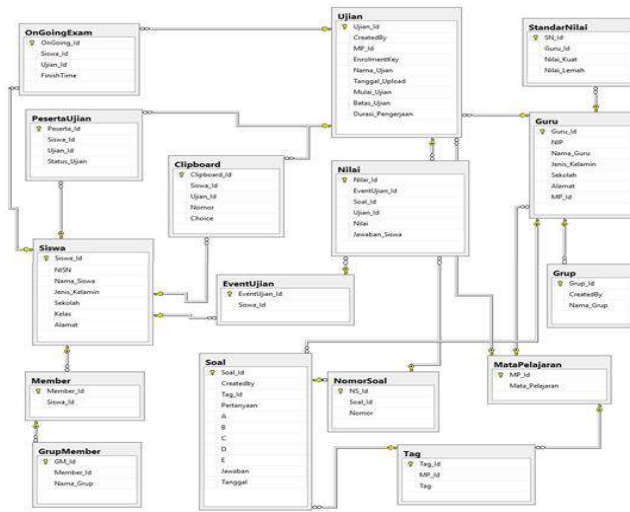 OnGoingExam
OnGoing_Id
Siswa_Id
Ujian_Id
FinishTime
Ujian
Ujian_Id
CreatedBy
MP_Id
EnrolmentKey
Nama_Ujian
Tanggal_Upload
Mulai_Ujian
Batas_Ujian
Durasi_Pengerjaan
StandarNilai
SN_Id
Guru_Id
Nilai_Kuat
Nilai_Lemah
PesertaUjian
Peserta_Id
Siswa_Id
Ujian_Id
Status_Ujian
Clipboard
Clipboard_Id
Siswa_Id
Ujian_Id
Nomor
Choice
Nilai
Nilai_Id
EventUjian_Id
Soal_Id
Ujian_Id
Nilai
Jawaban_Siswa
Guru
Guru_Id
NIP
Nama_Guru
Jenis_Kelamin
Sekolah
Alamat
MP_Id
Siswa
Siswa_Id
NISN
Nama_Siswa
Jenis_Kelamin
Sekolah
Kelas
Alamat
EventUjian
EventUjian_Id
Siswa_Id
Grup
Grup_Id
CreatedBy
Nama_Grup
Member
Member_Id
Siswa_Id
Soal
Soal_Id
Createdby
Tag_Id
Pertanyaan
A
B
C
D
E
Jawaban
Tanggal
NomorSoal
NS_Id
Soal_Id
Nomor
MataPelajaran
MP_Id
Mata_Pelajaran
GrupMember
GM_Id
Member_Id
Nama_Grup
Tag
Tag_Id
MP_Id
Tag